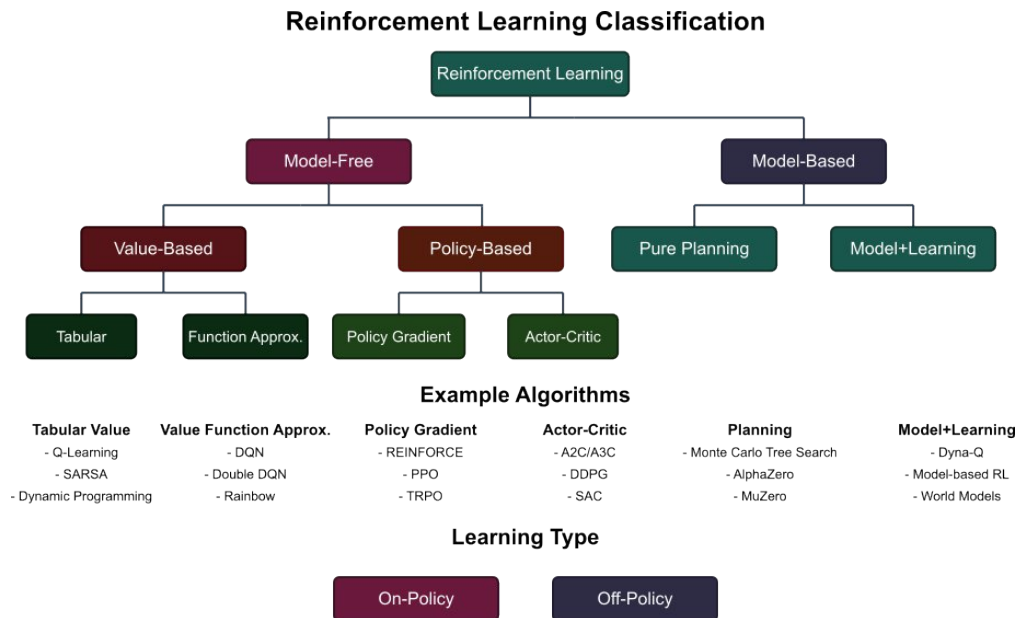 Reinforcement Learning Classification
Reinforcement Learning
Model-Free
Model-Based
Value-Based
Policy-Based
Pure Planning
Model+Learning
Tabular
Function Approx.
Policy Gradient
Actor-Critic
Example Algorithms
Tabular Value
- Q-Learning
- SARSA
- Dynamic Programming
Value Function Approx.
- DQN
- Double DQN
- Rainbow
Policy Gradient
- REINFORCE
- PPO
- TRPO
Actor-Critic
- A2C/A3C
- DDPG
- SAC
Planning
- Monte Carlo Tree Search
- AlphaZero
- MuZero
Model+Learning
- Dyna-Q
- Model-based RL
- World Models
Learning Type
On-Policy
Off-Policy